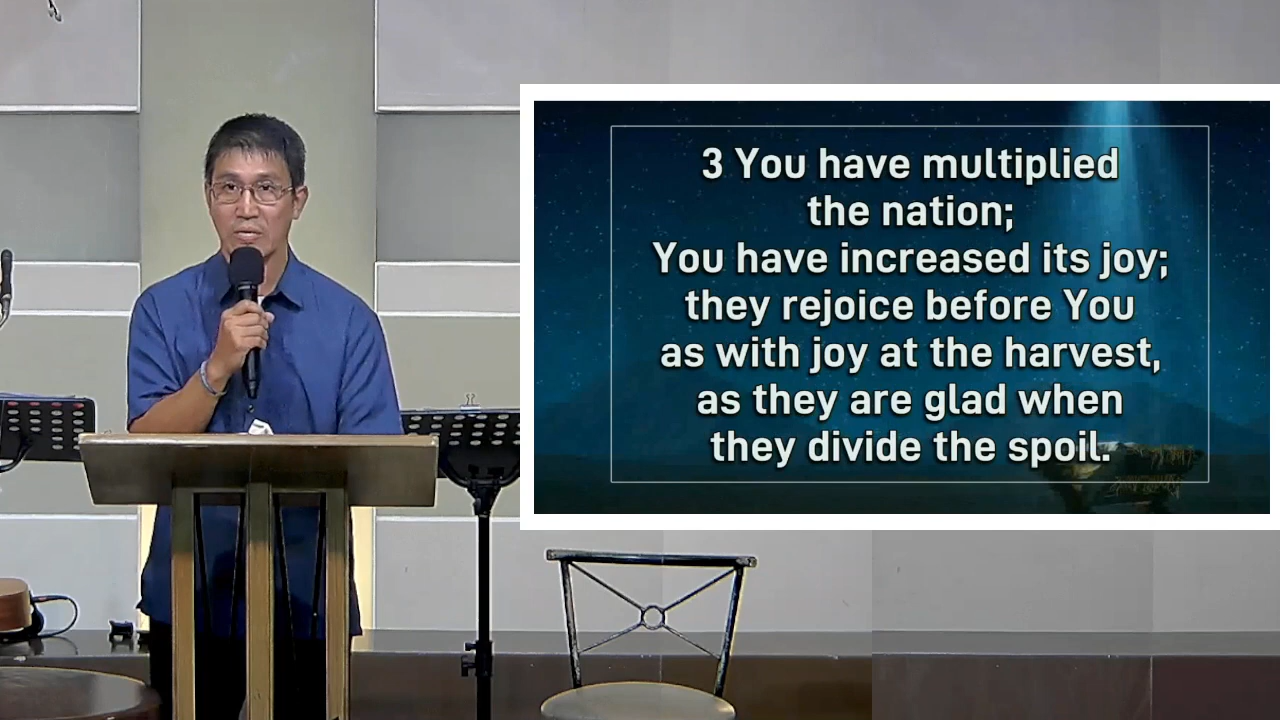 3 You have multiplied
the nation;
You have increased its joy;
they rejoice before You
as with joy at the harvest,
as they are glad when
they divide the spoil.